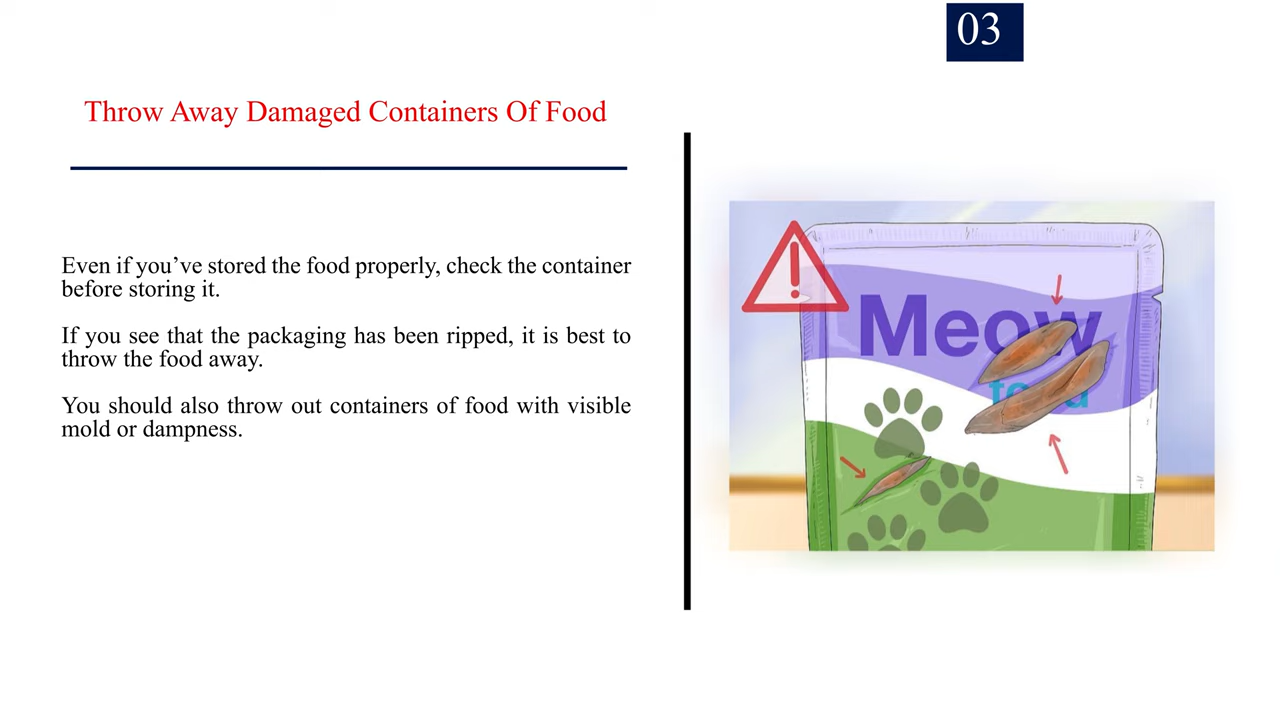 03
Throw Away Damaged Containers Of Food
Even if you’ve stored the food properly, check the container
before storing it.
If you see that the packaging has been ripped, it is best to
throw the food away.
You should also throw out containers of food with visible
mold or dampness.
Meow
food